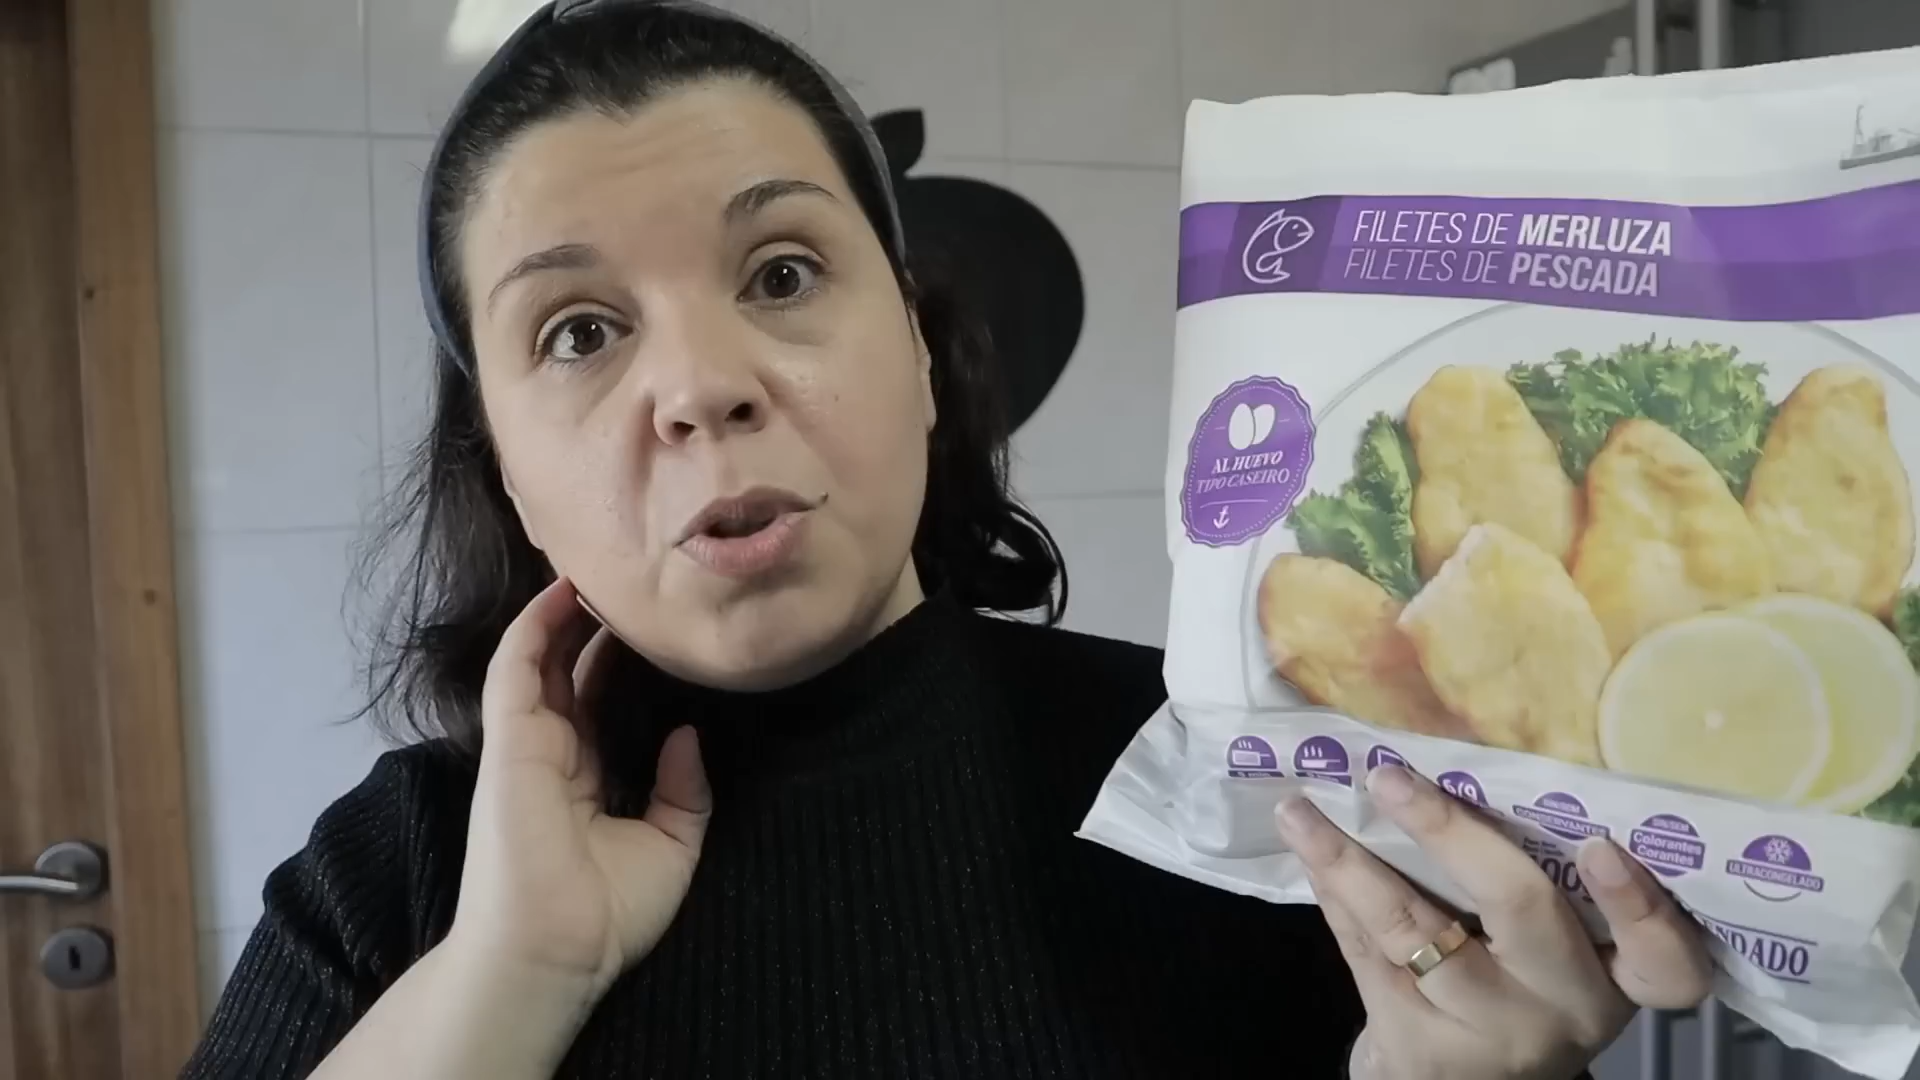 FILETES DE MERLUZA
FILETES DE PESCADA
AL HUEVO
TIPO CASEIRO
SIN/SEM
CONSERVANTES
SIN/SEM
Colorantes
Corantes
ULTRACONGELADO